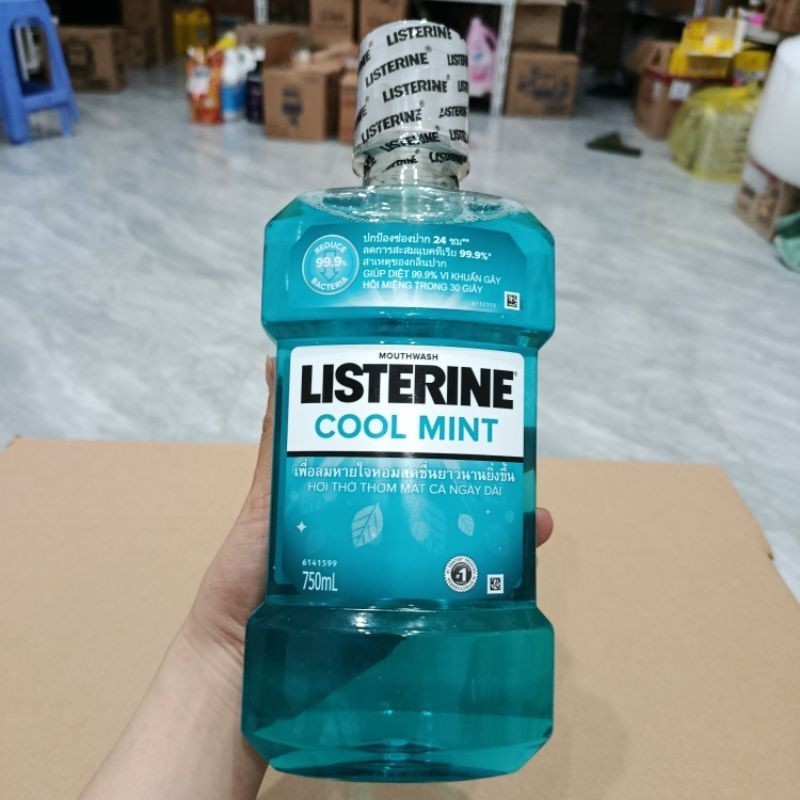 LISTERINE
LISTERINE
LISTERINE
LISTERINE
LISTERINE
REDUCE
99.9%
BACTERIA
ปกป้องช่องปาก 24 ชม**
ลดการสะสมแบคทีเรีย 99.9%*
สาเหตุของกลิ่นปาก
GIÚP DIỆT 99.9% VI KHUẨN GÂY
HÔI MIỆNG TRONG 30 GIÂY
MOUTHWASH
LISTERINE®
COOL MINT
เพื่อลมหายใจหอมสดชื่นยาวนานยิ่งขึ้น
HƠI THỞ THƠM MÁT CẢ NGÀY DÀI
6141599
750mL
#1